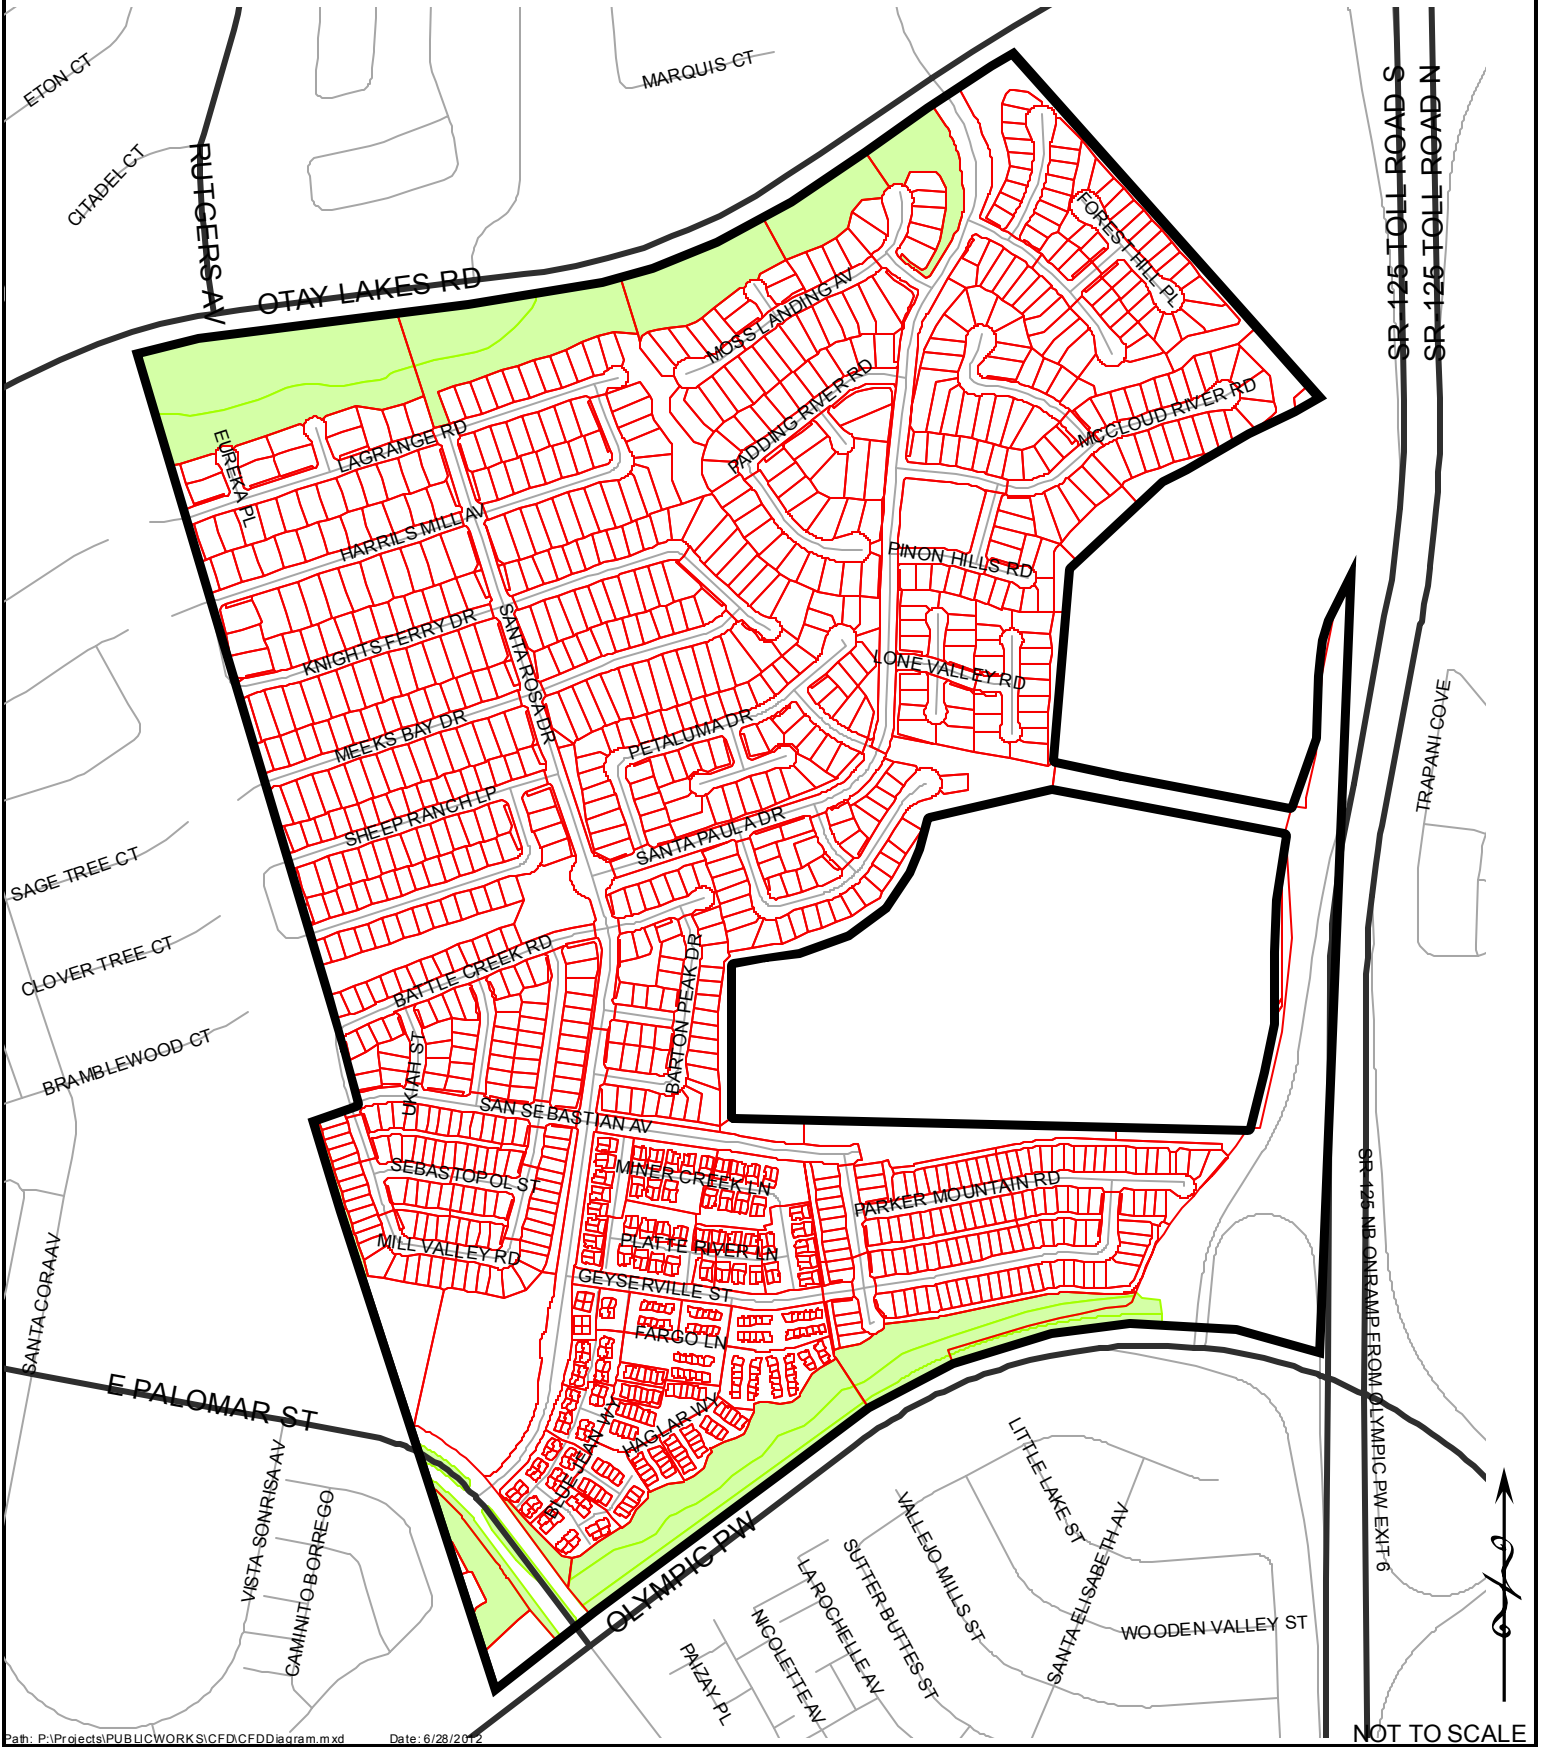 ETON CT
MARQUIS CT
CITADEL CT
RUTGERS AV
SR-125 TOLL ROAD S
SR-125 TOLL ROAD N
OTAY LAKES RD
FOREST HILL PL
MOSS LANDING AV
PADDING RIVER RD
MCCLOUD RIVER RD
LAGRANGE RD
EUREKA PL
HARRILS MILL AV
PINON HILLS RD
KNIGHTS FERRY DR
SANTA ROSA DR
LONE VALLEY RD
MEEKS BAY DR
PETALUMA DR
TRAPANI COVE
SHEEP RANCH LP
SANTA PAULA DR
SAGE TREE CT
CLOVER TREE CT
BATTLE CREEK RD
BARTON PEAK DR
BRAMBLEWOOD CT
UKIAH ST
SAN SEBASTIAN AV
SEBASTOPOL ST
MINER CREEK LN
PARKER MOUNTAIN RD
SR-125 NB ONRAMP FROM OLYMPIC PW EXIT 6
MILL VALLEY RD
PLATTE RIVER LN
SANTA CORA AV
GEYSERVILLE ST
FARGO LN
E PALOMAR ST
HAGLAR WY
BLUE JEAN WY
VISTA SONRISA AV
CAMINITO BORREGO
OLYMPIC PW
LITTLE LAKE ST
VALLEJO MILLS ST
SANTA ELISABETH AV
SUTTER BUTTES ST
LA ROCHELLE AV
NICOLETTE AV
PAIZAY PL
WOODEN VALLEY ST
Path: P:\Projects\PUBLICWORKS\CFD\CFDDiagram.mxd Date: 6/28/2012
NOT TO SCALE